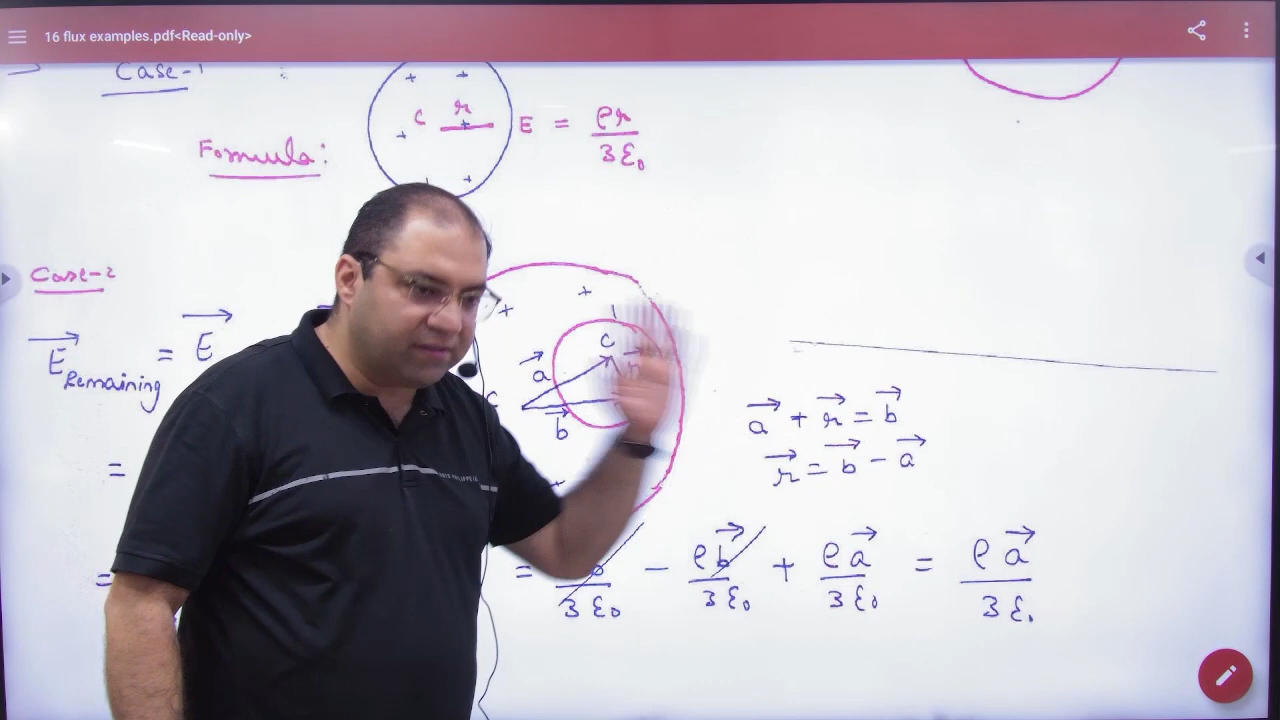 16 flux examples.pdf<Read-only>
Case-1
+ +
C r
+ +
+
E = ρr / 3ε₀
Formula:
Case-2
E⃗ Remaining = E⃗
+ +
C
a⃗
r⃗
C
b⃗
a⃗ + r⃗ = b⃗
r⃗ = b⃗ - a⃗
=
= = 3ε₀ - ρb⃗ / 3ε₀ + ρa⃗ / 3ε₀ = ρa⃗ / 3ε₀